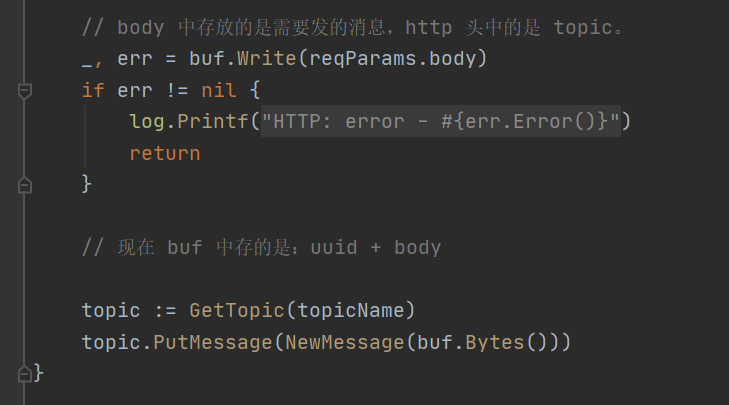 // body 中存放的是需要发的消息，http 头中的是 topic。
_, err = buf.Write(reqParams.body)
if err != nil {
log.Printf("HTTP: error - #{err.Error()}")
return
}
// 现在 buf 中存的是：uuid + body
topic := GetTopic(topicName)
topic.PutMessage(NewMessage(buf.Bytes()))
}